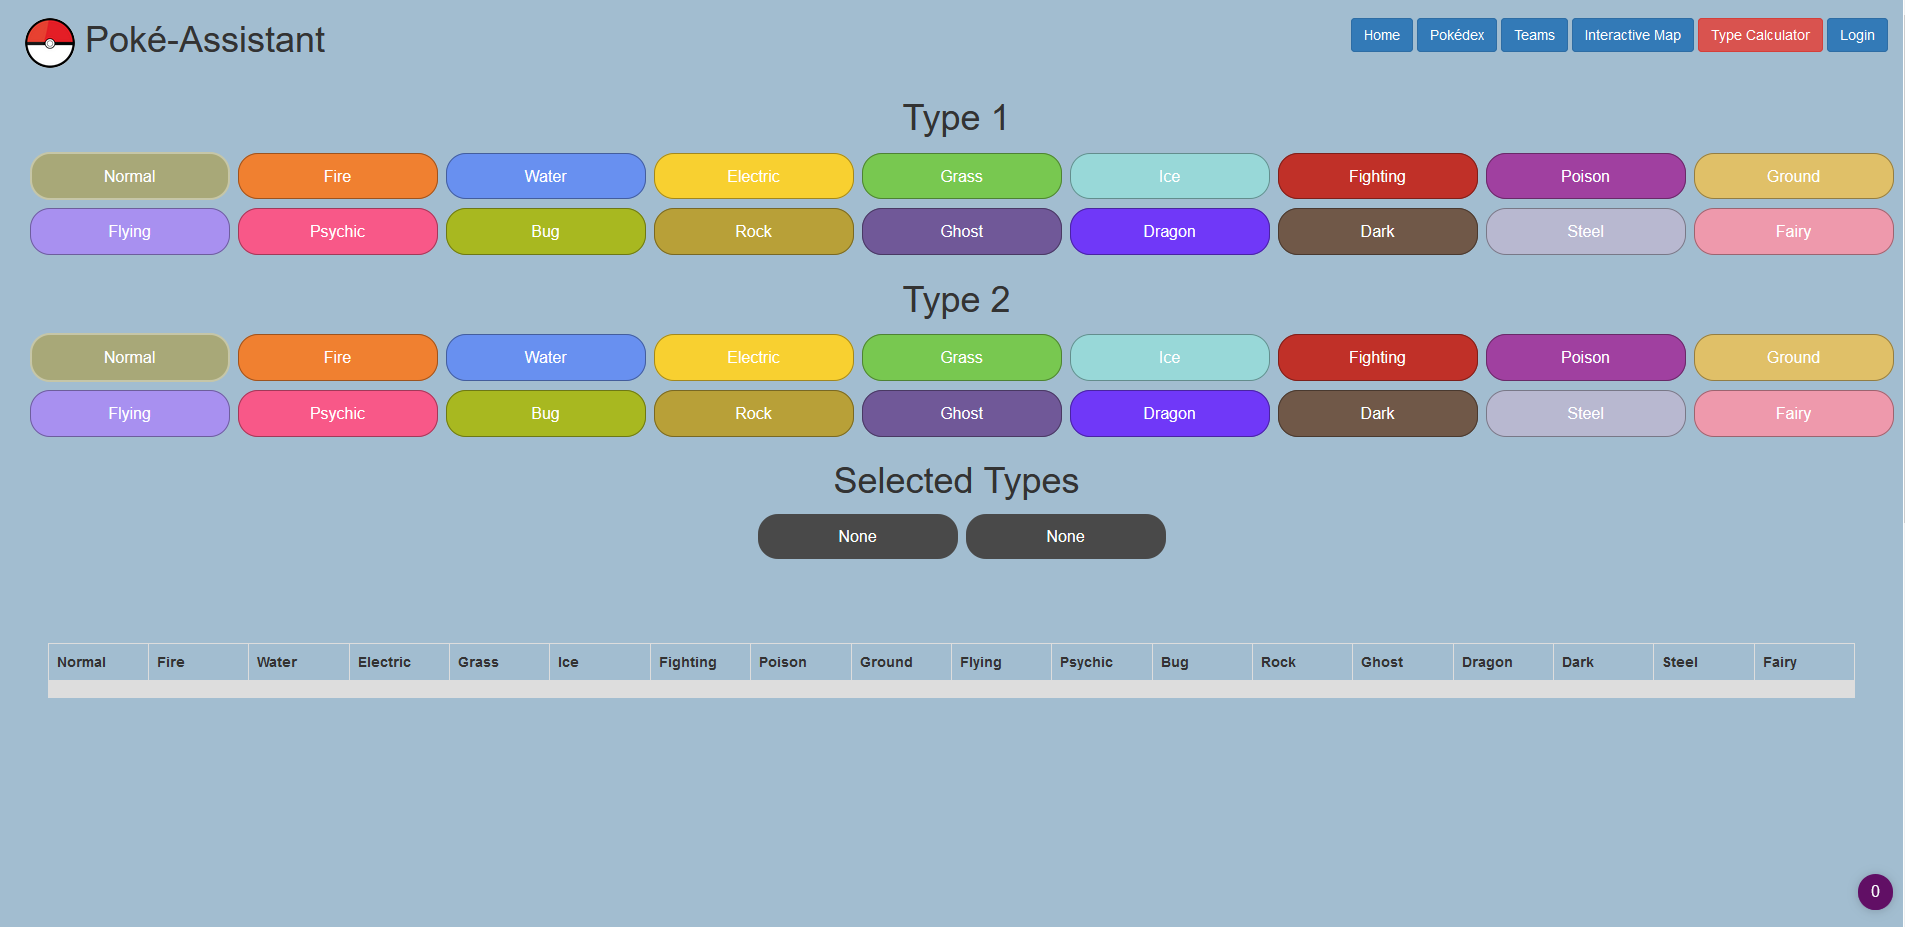 Poké-Assistant
Home Pokédex Teams Interactive Map Type Calculator Login
Type 1
Normal Fire Water Electric Grass Ice Fighting Poison Ground
Flying Psychic Bug Rock Ghost Dragon Dark Steel Fairy
Type 2
Normal Fire Water Electric Grass Ice Fighting Poison Ground
Flying Psychic Bug Rock Ghost Dragon Dark Steel Fairy
Selected Types
None None
Normal Fire Water Electric Grass Ice Fighting Poison Ground Flying Psychic Bug Rock Ghost Dragon Dark Steel Fairy
0